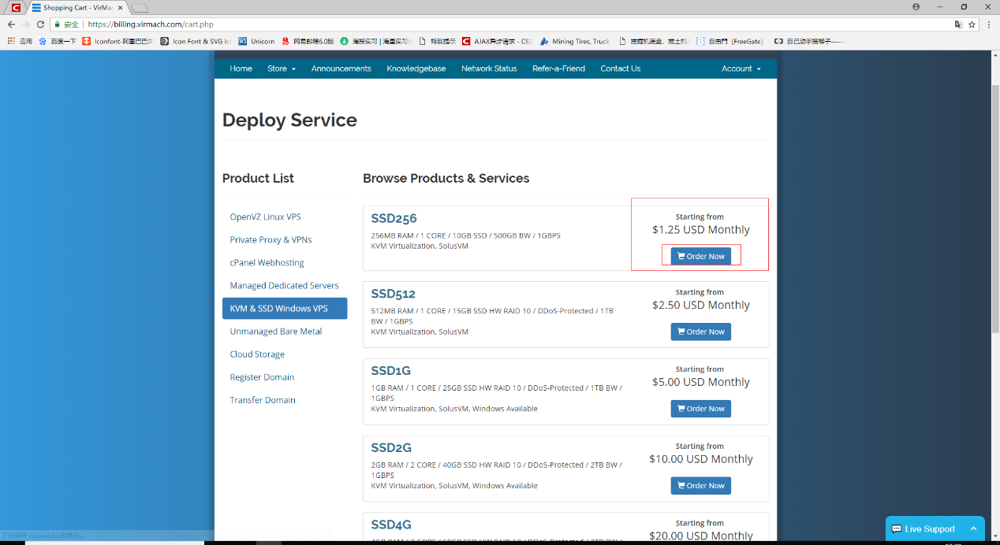 Shopping Cart - VirMa
安全
https://billing.virmach.com/cart.php
应用
百度一下
Iconfont-阿里巴巴矢
Icon Font & SVG Ic
Unicorn
网易邮箱6.0版
海投实习 | 海量实习
特别提示
AJAX异步请求 - CSD
Mining Tires, Truck
挖掘机底盘，推土机
自由門（FreeGate）
自己动手搭梯子——
Home
Store
Announcements
Knowledgebase
Network Status
Refer-a-Friend
Contact Us
Account
Deploy Service
Product List
OpenVZ Linux VPS
Private Proxy & VPNs
cPanel Webhosting
Managed Dedicated Servers
KVM & SSD Windows VPS
Unmanaged Bare Metal
Cloud Storage
Register Domain
Transfer Domain
Browse Products & Services
SSD256
256MB RAM / 1 CORE / 10GB SSD / 500GB BW / 1GBPS
KVM Virtualization, SolusVM
Starting from
$1.25 USD Monthly
Order Now
SSD512
512MB RAM / 1 CORE / 15GB SSD HW RAID 10 / DDoS-Protected / 1TB
BW / 1GBPS
KVM Virtualization, SolusVM
Starting from
$2.50 USD Monthly
Order Now
SSD1G
1GB RAM / 1 CORE / 25GB SSD HW RAID 10 / DDoS-Protected / 1TB BW /
1GBPS
KVM Virtualization, SolusVM, Windows Available
Starting from
$5.00 USD Monthly
Order Now
SSD2G
2GB RAM / 2 CORE / 40GB SSD HW RAID 10 / DDoS-Protected / 2TB BW /
1GBPS
KVM Virtualization, SolusVM, Windows Available
Starting from
$10.00 USD Monthly
Order Now
SSD4G
Starting from
$20.00 USD Monthly
Live Support
正在等待 va.tawk.to 的响应...